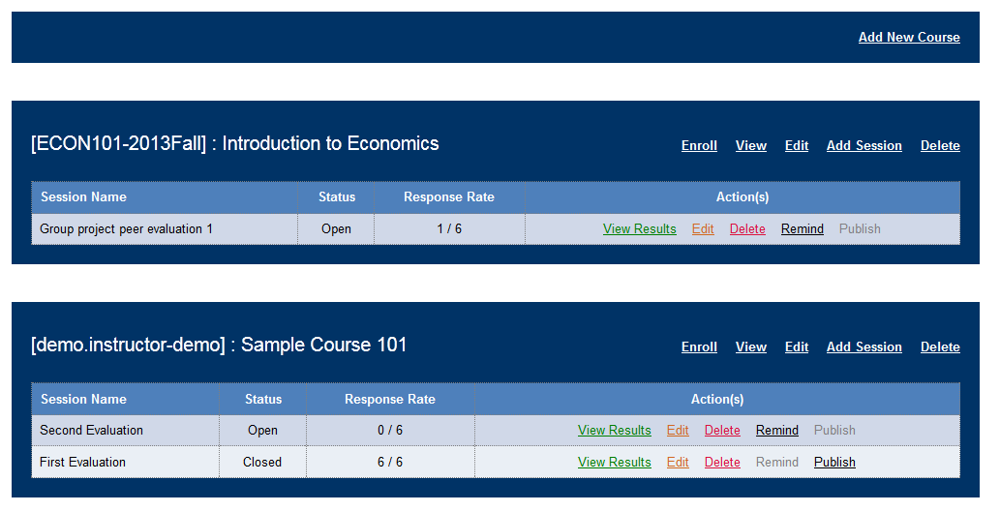 Add New Course
[ECON101-2013Fall] : Introduction to Economics Enroll View Edit Add Session Delete
Session Name Status Response Rate Action(s)
Group project peer evaluation 1 Open 1 / 6 View Results Edit Delete Remind Publish
[demo.instructor-demo] : Sample Course 101 Enroll View Edit Add Session Delete
Session Name Status Response Rate Action(s)
Second Evaluation Open 0 / 6 View Results Edit Delete Remind Publish
First Evaluation Closed 6 / 6 View Results Edit Delete Remind Publish